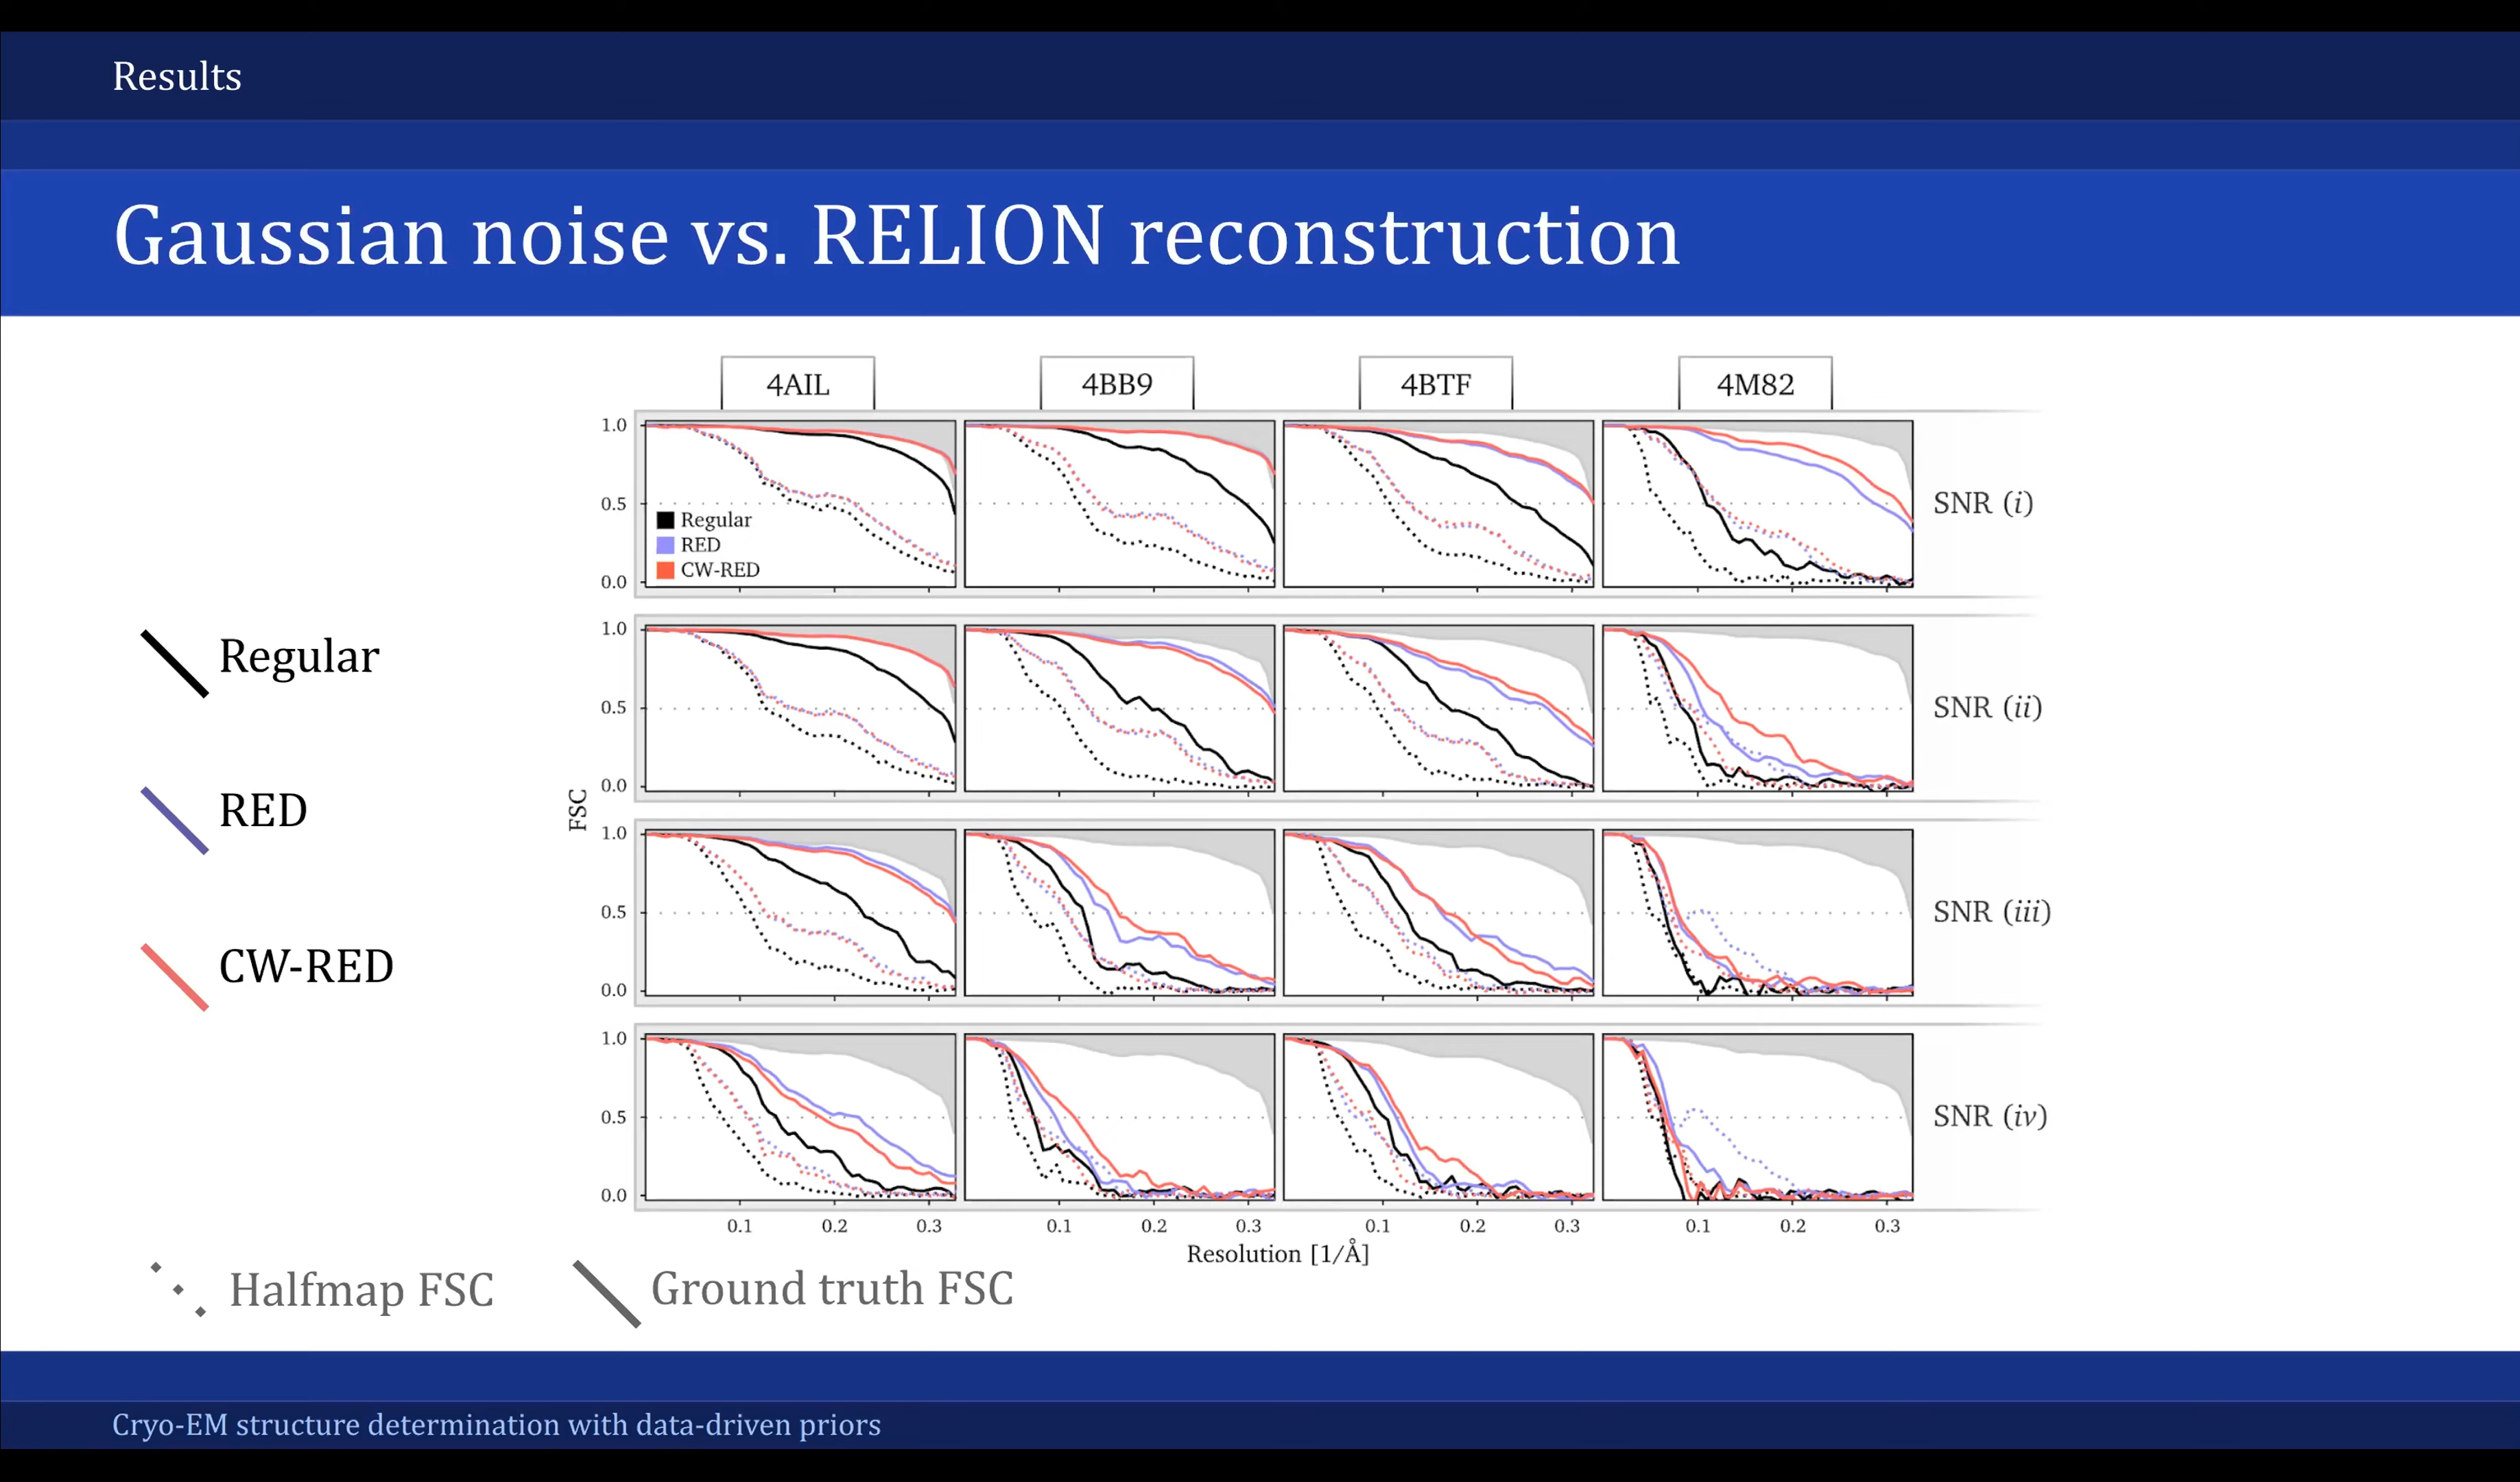 Results
Gaussian noise vs. RELION reconstruction
4AIL 4BB9 4BTF 4M82
1.0
0.5
0.0
Regular
RED
CW-RED
SNR (i)
1.0
0.5
0.0
SNR (ii)
Regular
RED
CW-RED
FSC
1.0
0.5
0.0
SNR (iii)
1.0
0.5
0.0
SNR (iv)
0.1 0.2 0.3 0.1 0.2 0.3 0.1 0.2 0.3 0.1 0.2 0.3
Resolution [1/Å]
Halfmap FSC Ground truth FSC
Cryo-EM structure determination with data-driven priors